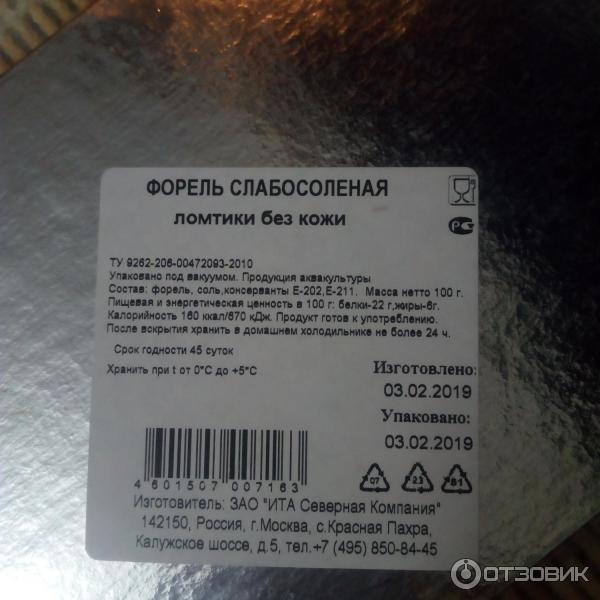 ФОРЕЛЬ СЛАБОСОЛЕНАЯ
ломтики без кожи
ТУ 9262-206-00472093-2010
Упаковано под вакуумом. Продукция аквакультуры
Состав: форель, соль,консерванты Е-202,Е-211. Масса нетто 100 г.
Пищевая и энергетическая ценность в 100 г: белки-22 г,жиры-6г.
Калорийность 160 ккал/670 кДж. Продукт готов к употреблению.
После вскрытия хранить в домашнем холодильнике не более 24 ч.
Срок годности 45 суток
Хранить при t от 0°С до +5°С
Изготовлено:
03.02.2019
Упаковано:
03.02.2019
4601507007163
07 23 81
Изготовитель: ЗАО "ИТА Северная Компания"
142150, Россия, г.Москва, с.Красная Пахра,
Калужское шоссе, д.5, тел.+7 (495) 850-84-45
ОТЗОВИК